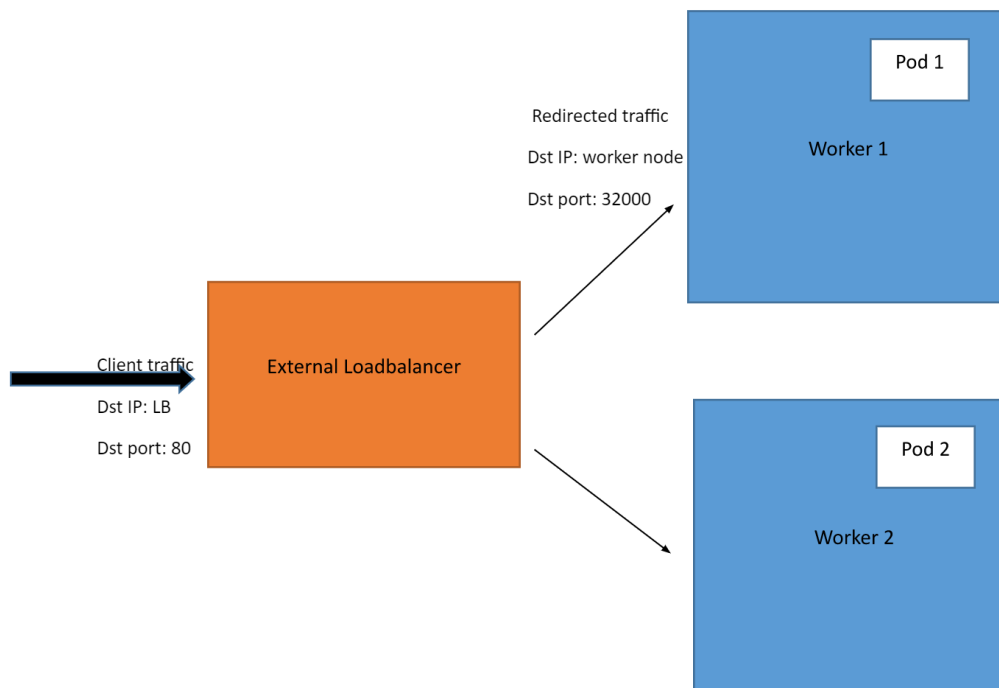 Pod 1
Redirected traffic
Worker 1
Dst IP: worker node
Dst port: 32000
Client traffic
External Loadbalancer
Dst IP: LB
Dst port: 80
Pod 2
Worker 2